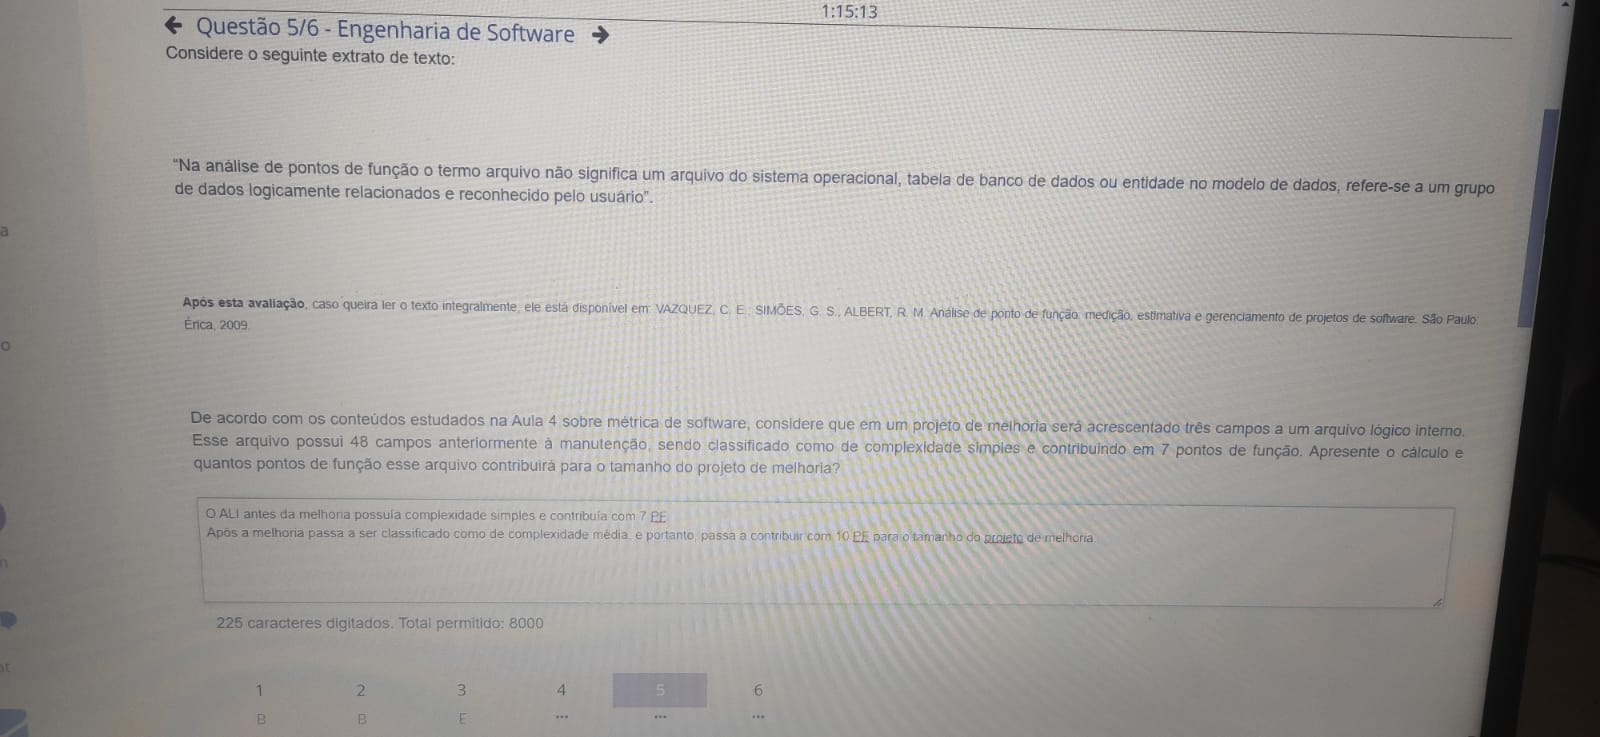 1:15:13
← Questão 5/6 - Engenharia de Software →
Considere o seguinte extrato de texto:
“Na análise de pontos de função o termo arquivo não significa um arquivo do sistema operacional, tabela de banco de dados ou entidade no modelo de dados, refere-se a um grupo
de dados logicamente relacionados e reconhecido pelo usuário”.
Após esta avaliação, caso queira ler o texto integralmente, ele está disponível em: VAZQUEZ, C. E.; SIMÕES, G. S., ALBERT, R. M. Análise de ponto de função: medição, estimativa e gerenciamento de projetos de software. São Paulo:
Érica, 2009.
De acordo com os conteúdos estudados na Aula 4 sobre métrica de software, considere que em um projeto de melhoria será acrescentado três campos a um arquivo lógico interno.
Esse arquivo possui 48 campos anteriormente à manutenção, sendo classificado como de complexidade simples e contribuindo em 7 pontos de função. Apresente o cálculo e
quantos pontos de função esse arquivo contribuirá para o tamanho do projeto de melhoria?
O ALI antes da melhoria possuía complexidade simples e contribuía com 7 PF
Após a melhoria passa a ser classificado como de complexidade média, e portanto, passa a contribuir com 10 PF para o tamanho do projeto de melhoria.
225 caracteres digitados. Total permitido: 8000
1 2 3 4 5 6
B B E ... ... ...
a
o
n
at